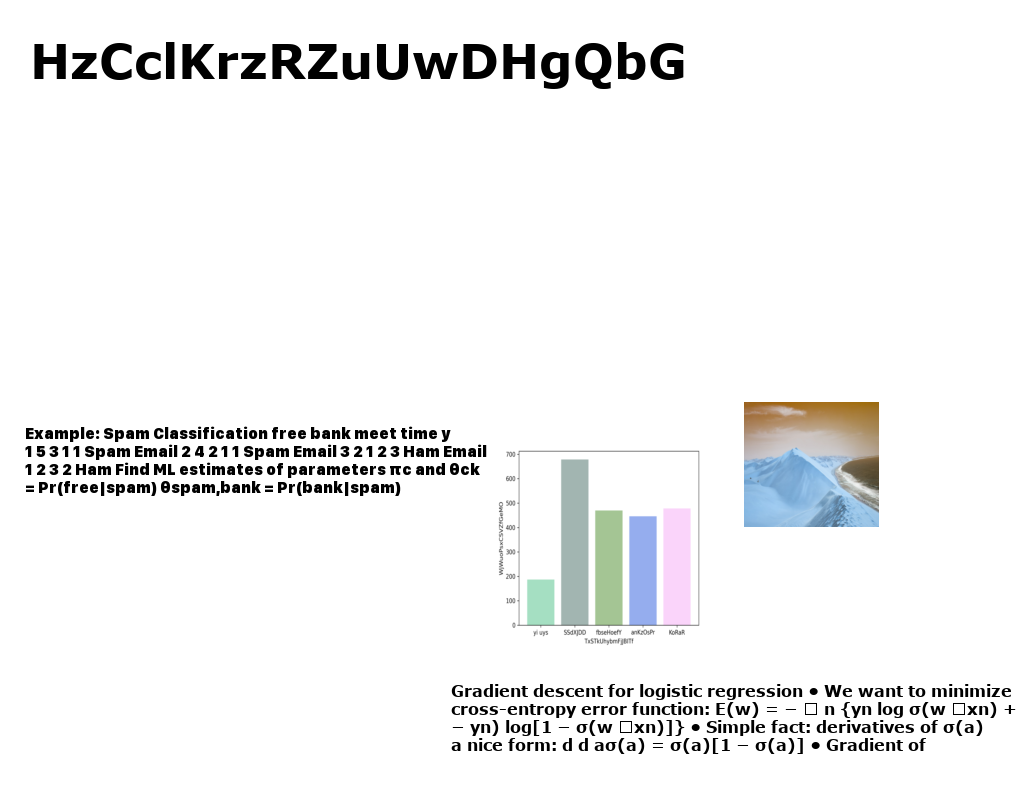 HzCclKrzRZuUwDHgQbG
Example: Spam Classification free bank meet time y
1 5 3 1 1 Spam Email 2 4 2 1 1 Spam Email 3 2 1 2 3 Ham Email
1 2 3 2 Ham Find ML estimates of parameters πc and θck
= Pr(free|spam) θspam,bank = Pr(bank|spam)
700
600
500
400
300
200
100
0
yi uys SSdXJDD fbseHoefY anKzOsPr KoRaR
Gradient descent for logistic regression • We want to minimize
cross-entropy error function: E(w) = − □ n {yn log σ(w □xn) +
− yn) log[1 − σ(w □xn)]} • Simple fact: derivatives of σ(a)
a nice form: d d aσ(a) = σ(a)[1 − σ(a)] • Gradient of